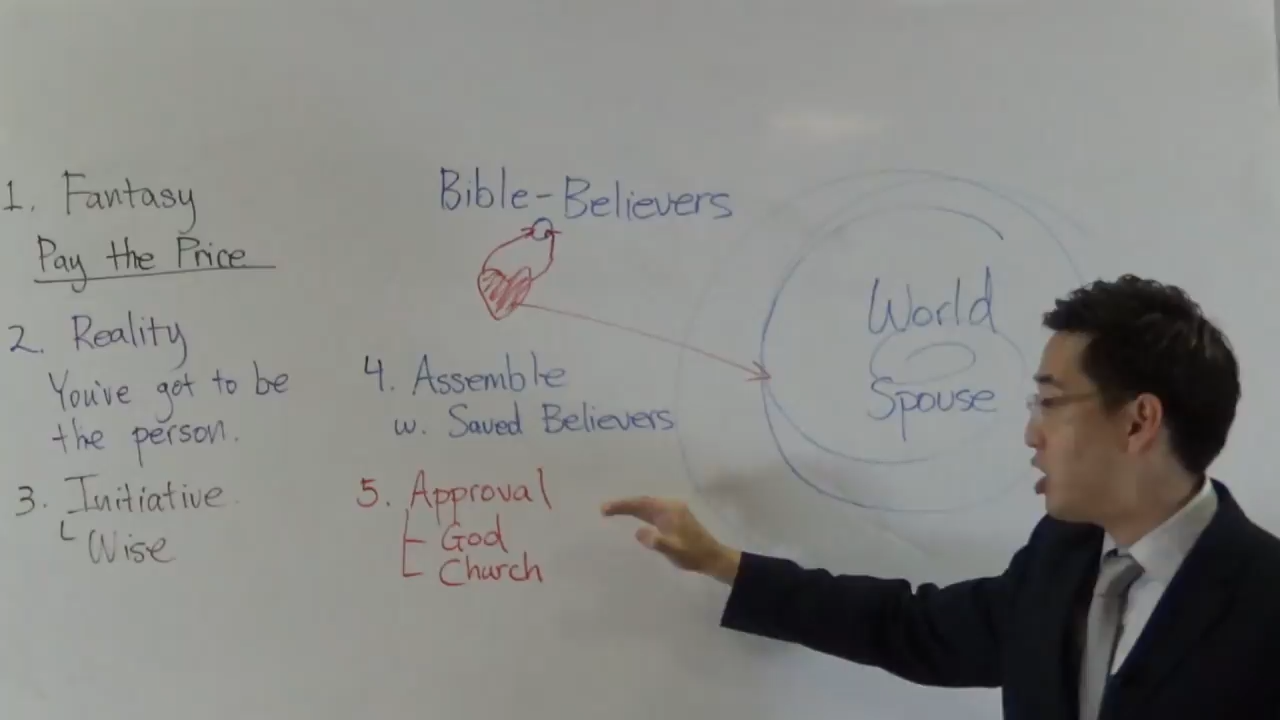 1. Fantasy
Pay the Price
2. Reality
You've got to be
the person.
3. Initiative
Wise
Bible-Believers
4. Assemble
w. Saved Believers
5. Approval
God
Church
World
Spouse